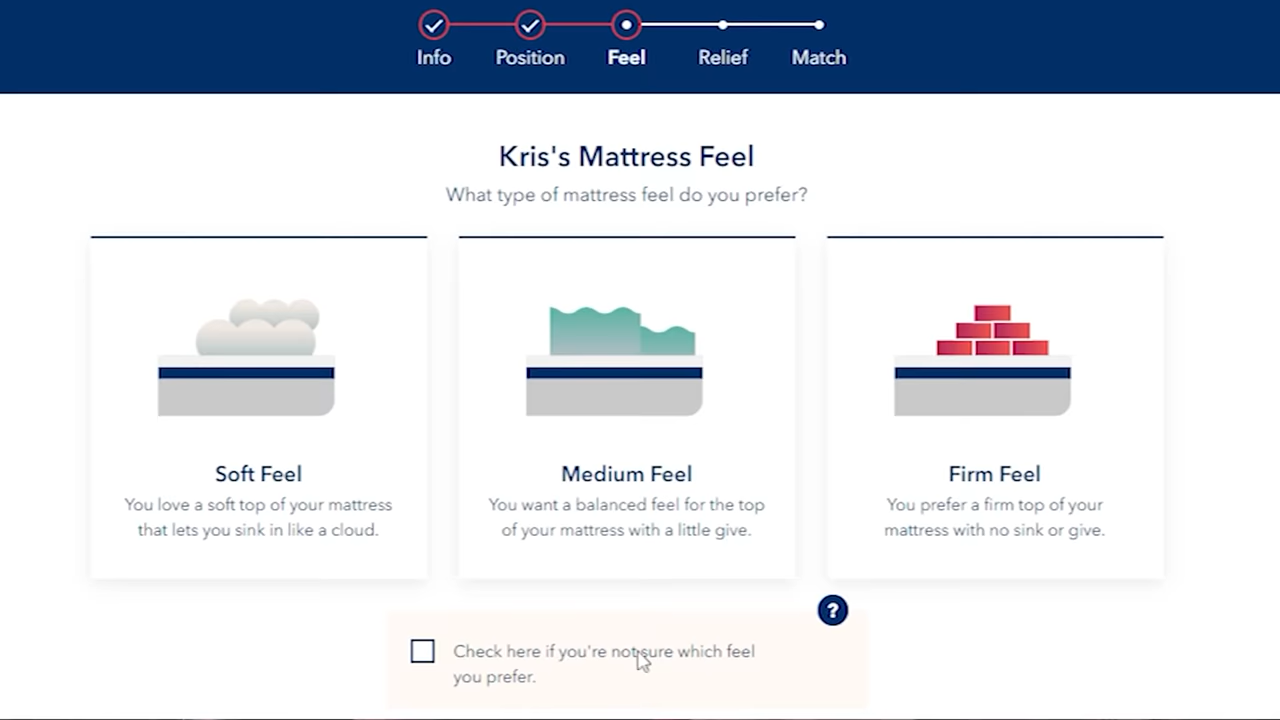 Info Position Feel Relief Match
Kris's Mattress Feel
What type of mattress feel do you prefer?
Soft Feel
You love a soft top of your mattress
that lets you sink in like a cloud.
Medium Feel
You want a balanced feel for the top
of your mattress with a little give.
Firm Feel
You prefer a firm top of your
mattress with no sink or give.
?
Check here if you're not sure which feel
you prefer.